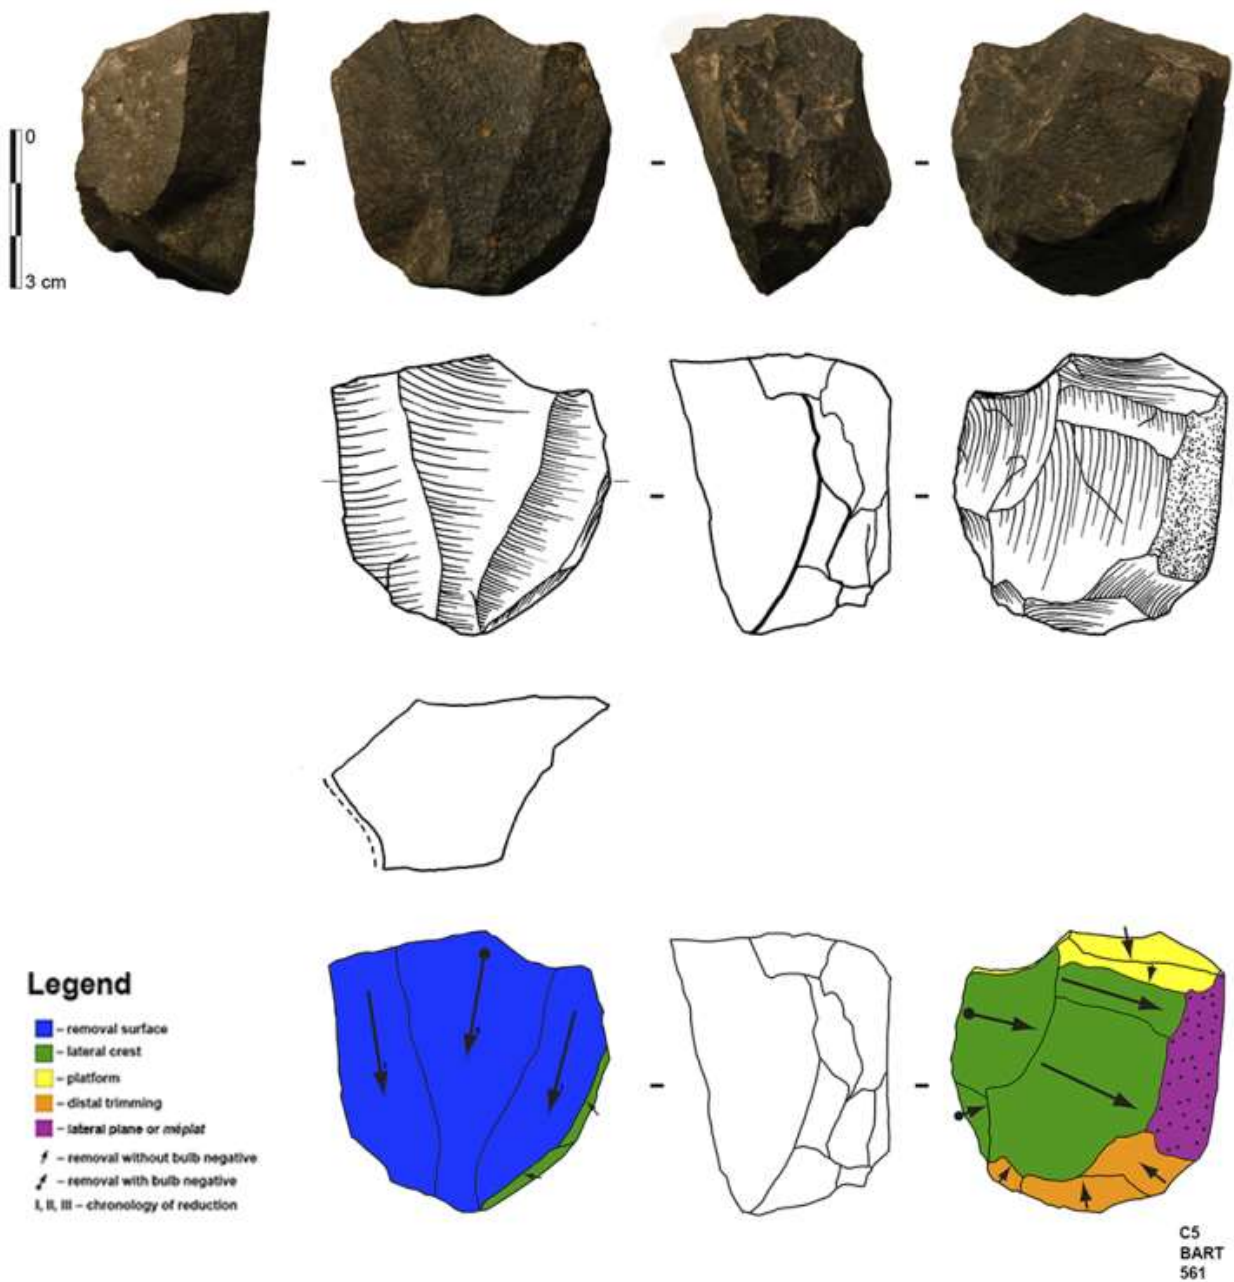 0
3 cm
Legend
– removal surface
– lateral crest
– platform
– distal trimming
– lateral plane or méplat
– removal without bulb negative
– removal with bulb negative
I, II, III – chronology of reduction
C5
BART
561